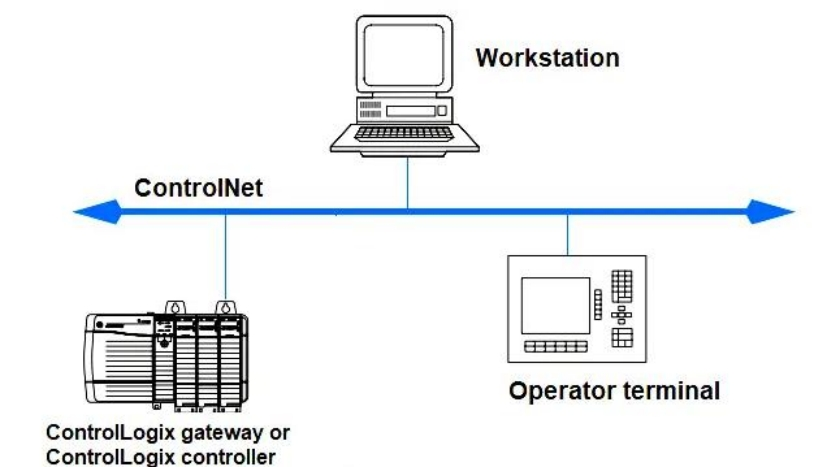 Workstation
ControlNet
Operator terminal
ControlLogix gateway or
ControlLogix controller